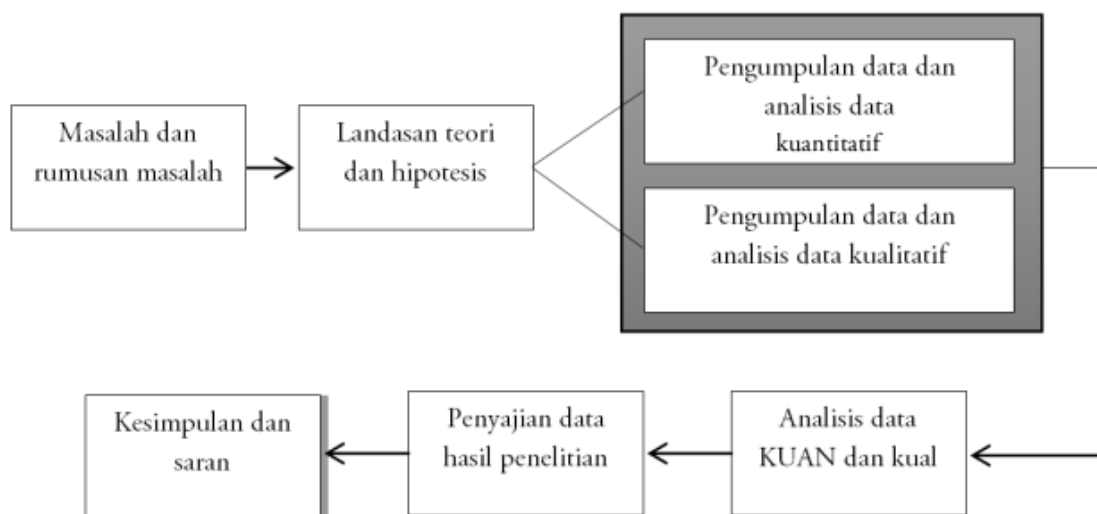 Masalah dan
rumusan masalah
Landasan teori
dan hipotesis
Pengumpulan data dan
analisis data
kuantitatif
Pengumpulan data dan
analisis data kualitatif
Analisis data
KUAN dan kual
Penyajian data
hasil penelitian
Kesimpulan dan
saran